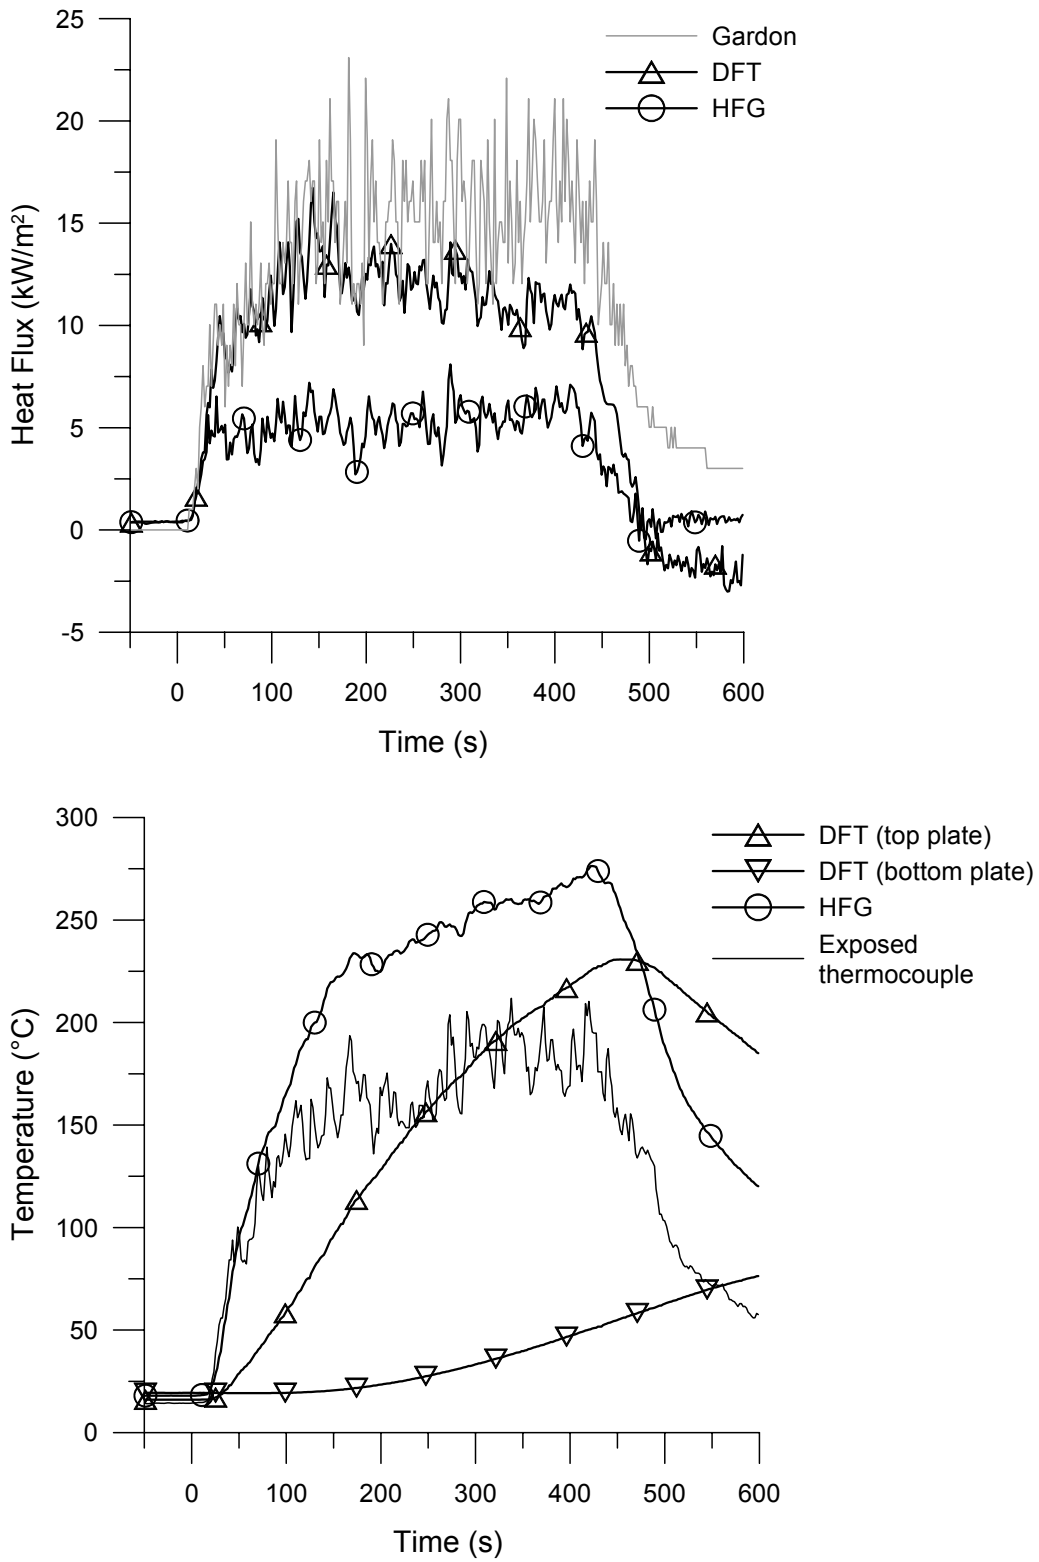 25
Gardon
DFT
20
HFG
15
Heat Flux (kW/m²)
10
5
0
-5
0 100 200 300 400 500 600
Time (s)
300
DFT (top plate)
DFT (bottom plate)
250
HFG
Exposed
thermocouple
200
Temperature (°C)
150
100
50
0
0 100 200 300 400 500 600
Time (s)